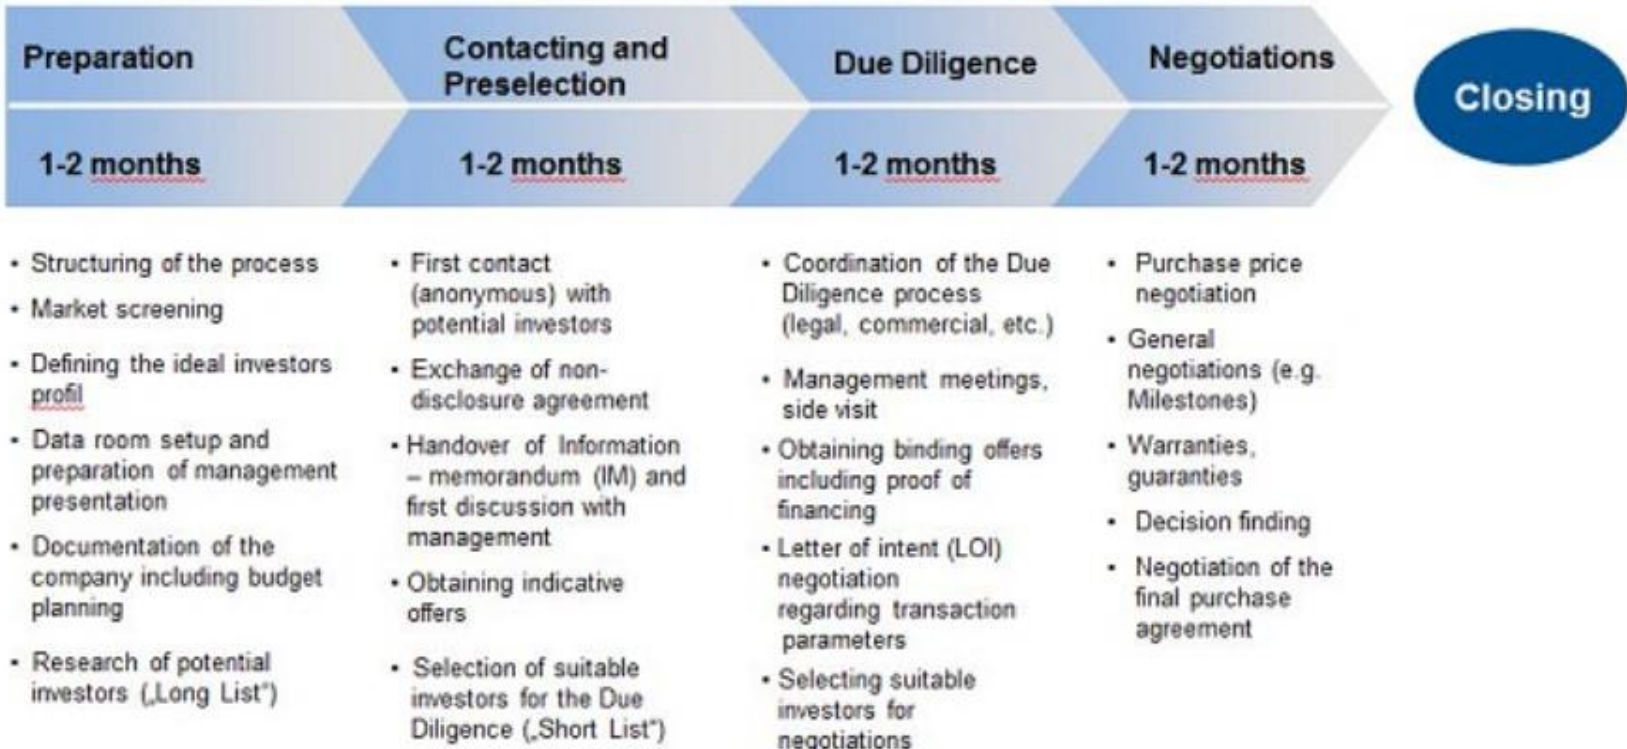 Preparation
Contacting and
Preselection
Due Diligence
Negotiations
Closing
1-2 months
1-2 months
1-2 months
1-2 months
• Structuring of the process
• Market screening
• Defining the ideal investors
profil
• Data room setup and
preparation of management
presentation
• Documentation of the
company including budget
planning
• Research of potential
investors („Long List“)
• First contact
(anonymous) with
potential investors
• Exchange of non-
disclosure agreement
• Handover of Information
– memorandum (IM) and
first discussion with
management
• Obtaining indicative
offers
• Selection of suitable
investors for the Due
Diligence („Short List“)
• Coordination of the Due
Diligence process
(legal, commercial, etc.)
• Management meetings,
side visit
• Obtaining binding offers
including proof of
financing
• Letter of intent (LOI)
negotiation
regarding transaction
parameters
• Selecting suitable
investors for
negotiations
• Purchase price
negotiation
• General
negotiations (e.g.
Milestones)
• Warranties,
guaranties
• Decision finding
• Negotiation of the
final purchase
agreement